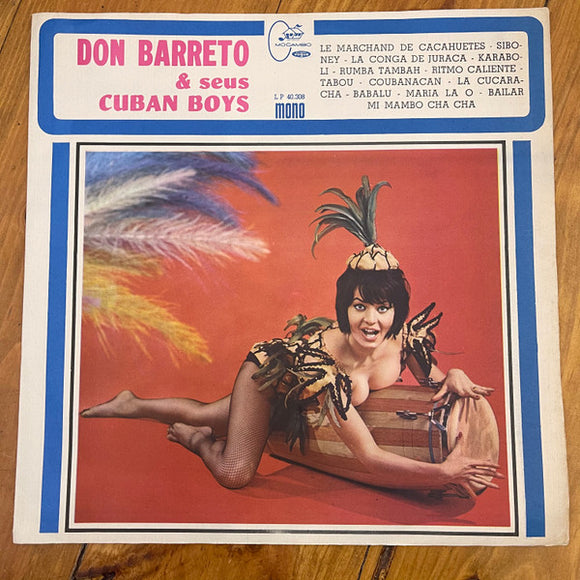 DON BARRETO
& seus
CUBAN BOYS
MOCAMBO
LP 40.308
mono
LE MARCHAND DE CACAHUETES · SIBO-
NEY - LA CONGA DE JURACA - KARABO-
LI - RUMBA TAMBAH - RITMO CALIENTE -
TABOU - COUBANACAN - LA CUCARA-
CHA - BABALU - MARIA LA O - BAILAR
MI MAMBO CHA CHA